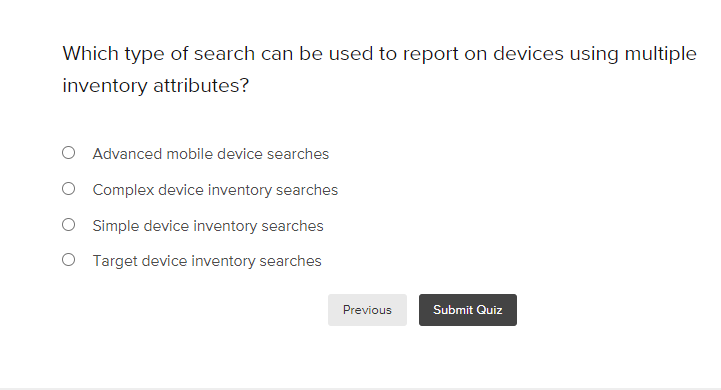 Which type of search can be used to report on devices using multiple
inventory attributes?
Advanced mobile device searches
Complex device inventory searches
Simple device inventory searches
Target device inventory searches
Previous
Submit Quiz